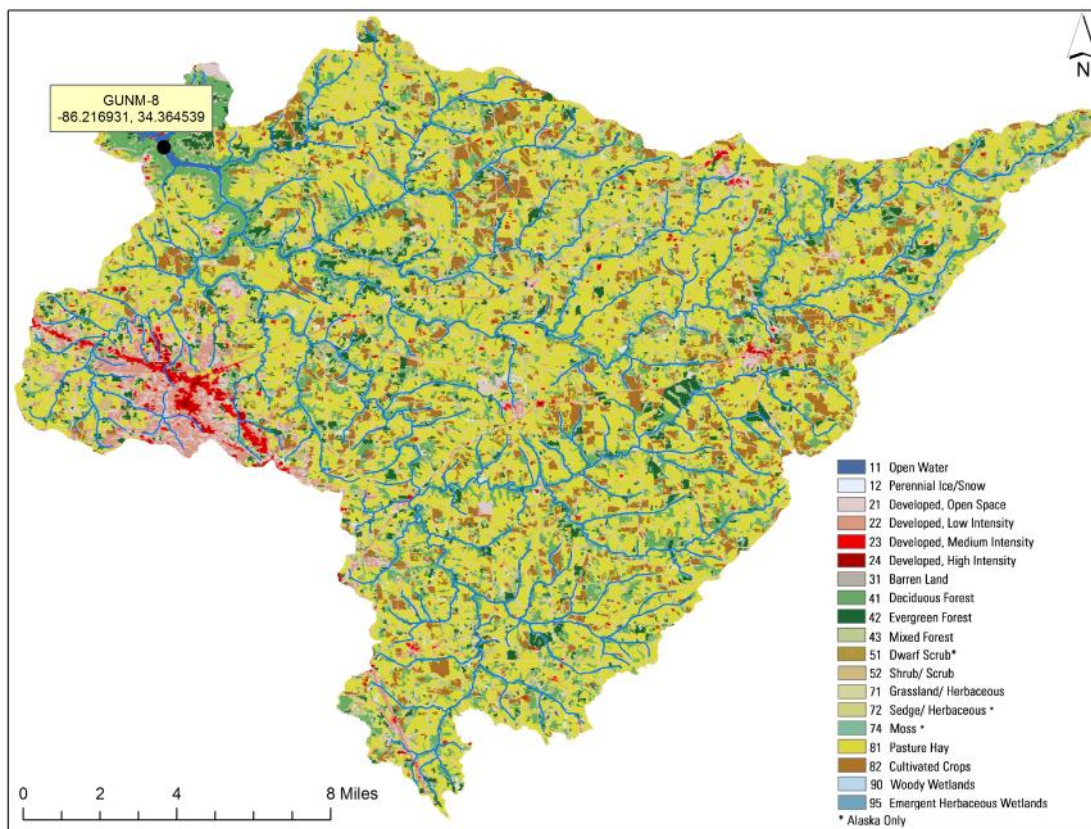 GUNM-8
-86.216931, 34.364539
N
11 Open Water
12 Perennial Ice/Snow
21 Developed, Open Space
22 Developed, Low Intensity
23 Developed, Medium Intensity
24 Developed, High Intensity
31 Barren Land
41 Deciduous Forest
42 Evergreen Forest
43 Mixed Forest
51 Dwarf Scrub*
52 Shrub/ Scrub
71 Grassland/ Herbaceous
72 Sedge/ Herbaceous *
74 Moss *
81 Pasture Hay
82 Cultivated Crops
90 Woody Wetlands
95 Emergent Herbaceous Wetlands
* Alaska Only
0 2 4 8 Miles